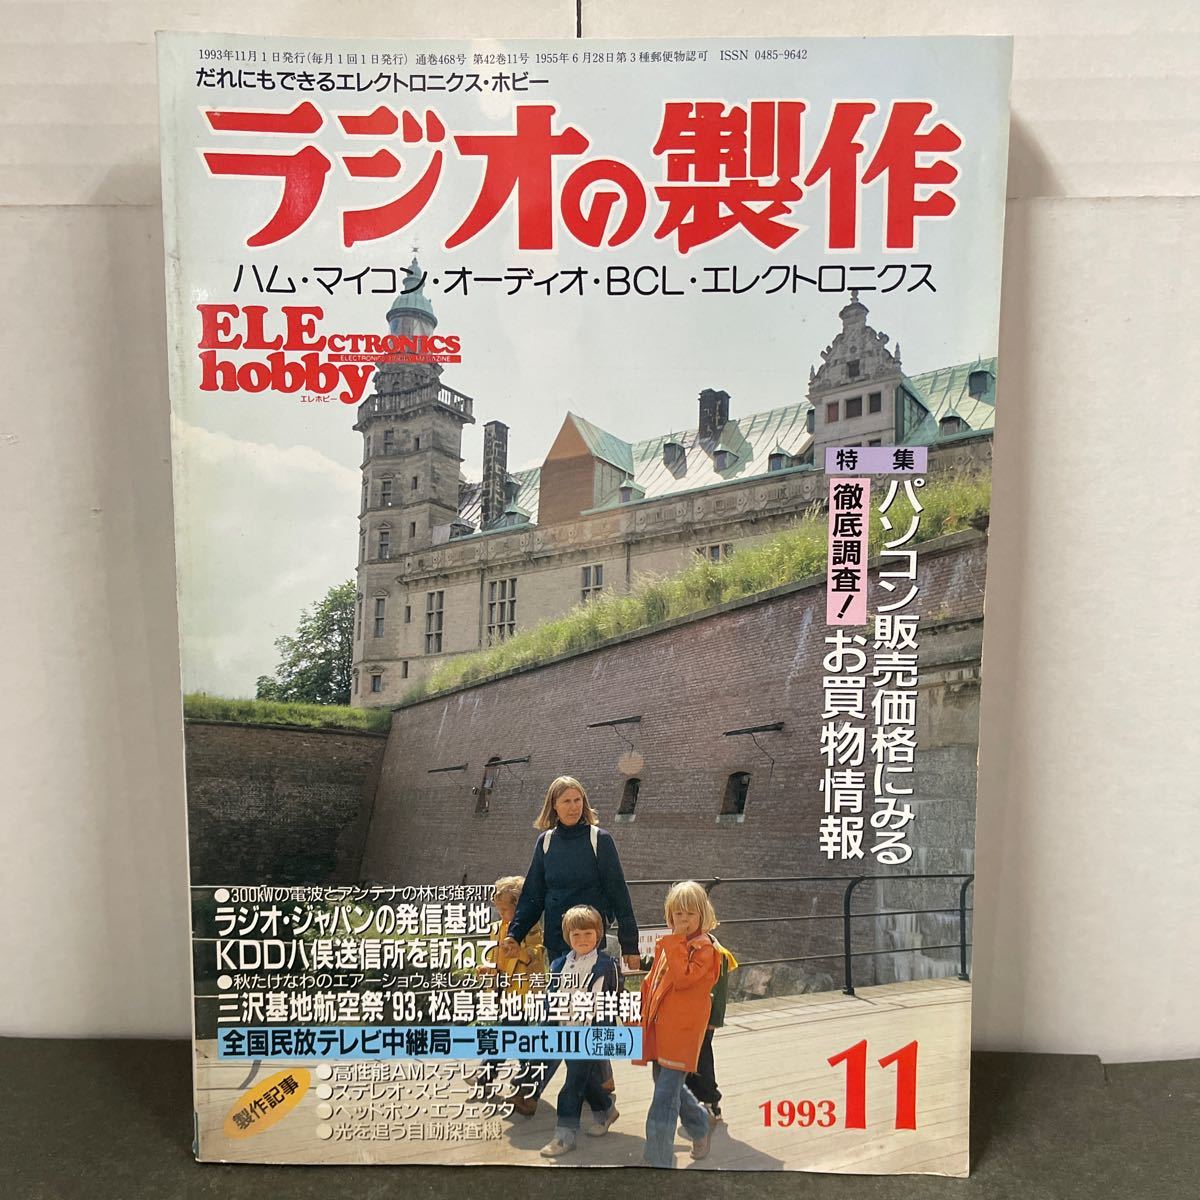 1993年11月1日発行(毎月1回1日発行) 通巻468号 第42巻11号 1955年6月28日第3種郵便物認可 ISSN 0485-9642
だれにもできるエレクトロニクス・ホビー
ラジオの製作
ハム・マイコン・オーディオ・BCL・エレクトロニクス
ELECTRONICS
ELECTRONICS HOBBY MAGAZINE
hobby
エレホビー
特集
パソコン販売価格にみる
徹底調査!お買物情報
●300kWの電波とアンテナの林は強烈!?
ラジオ・ジャパンの発信基地,
KDD八俣送信所を訪ねて
●秋たけなわのエアーショウ。楽しみ方は千差万別!!
三沢基地航空祭'93,松島基地航空祭詳報
全国民放テレビ中継局一覧Part.III(東海・近畿編)
製作記事
●高性能AMステレオラジオ
●ステレオ・スピーカアンプ
●ヘッドホン・エフェクタ
●光を追う自動探査機
1993 11